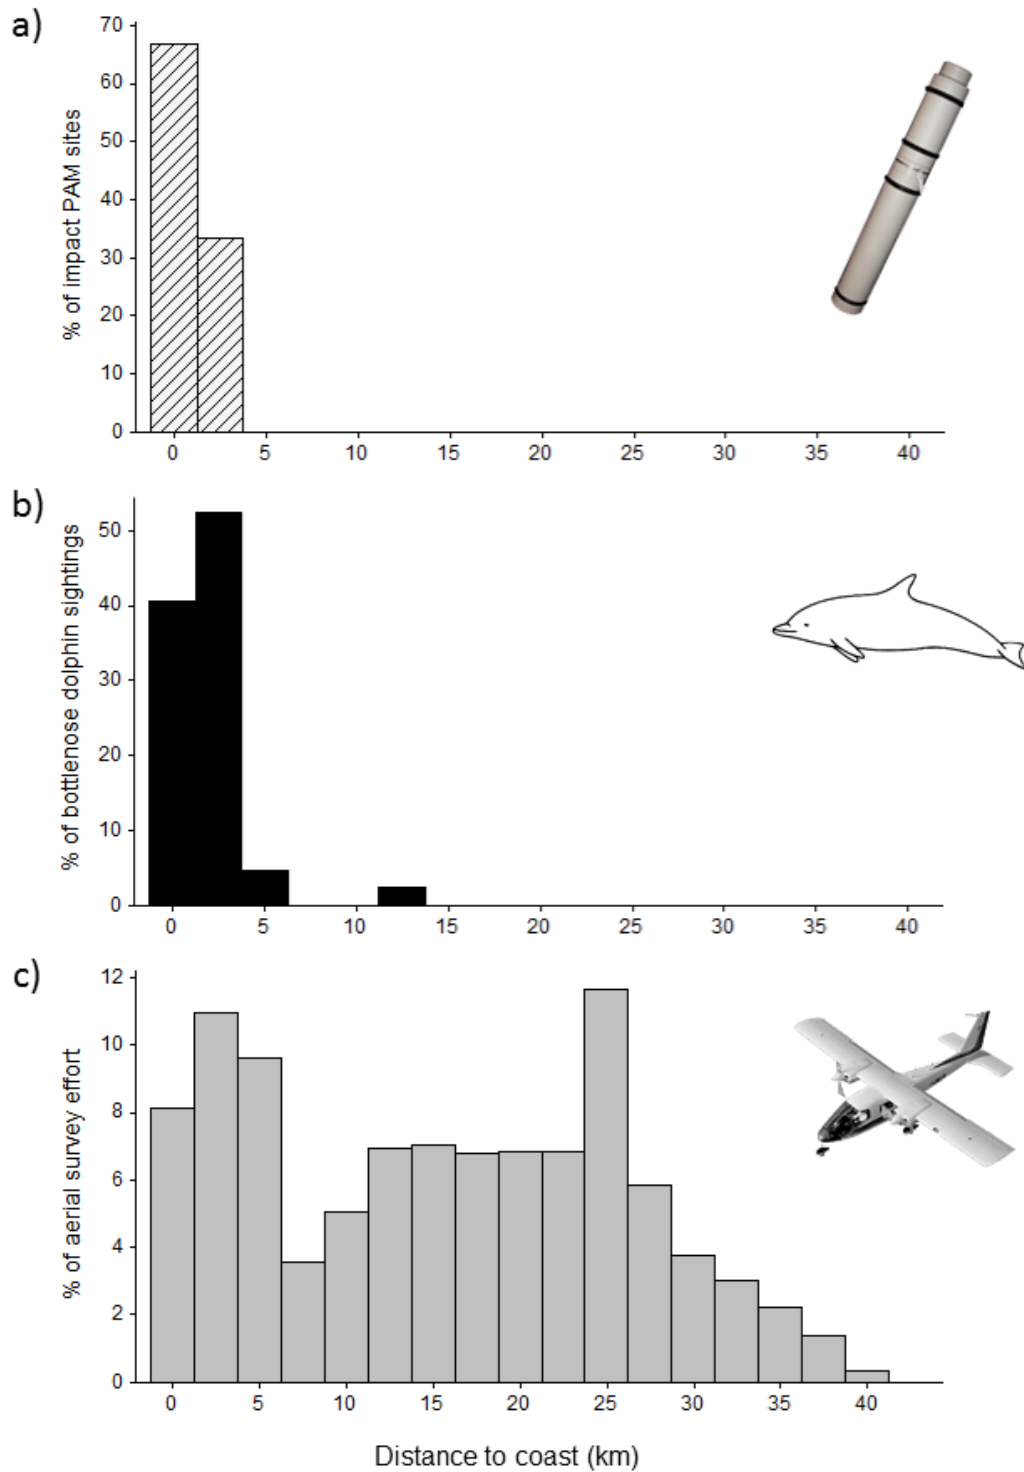 a)
% of impact PAM sites
70
60
50
40
30
20
10
0
0 5 10 15 20 25 30 35 40
b)
% of bottlenose dolphin sightings
50
40
30
20
10
0
0 5 10 15 20 25 30 35 40
c)
% of aerial survey effort
12
10
8
6
4
2
0
0 5 10 15 20 25 30 35 40
Distance to coast (km)